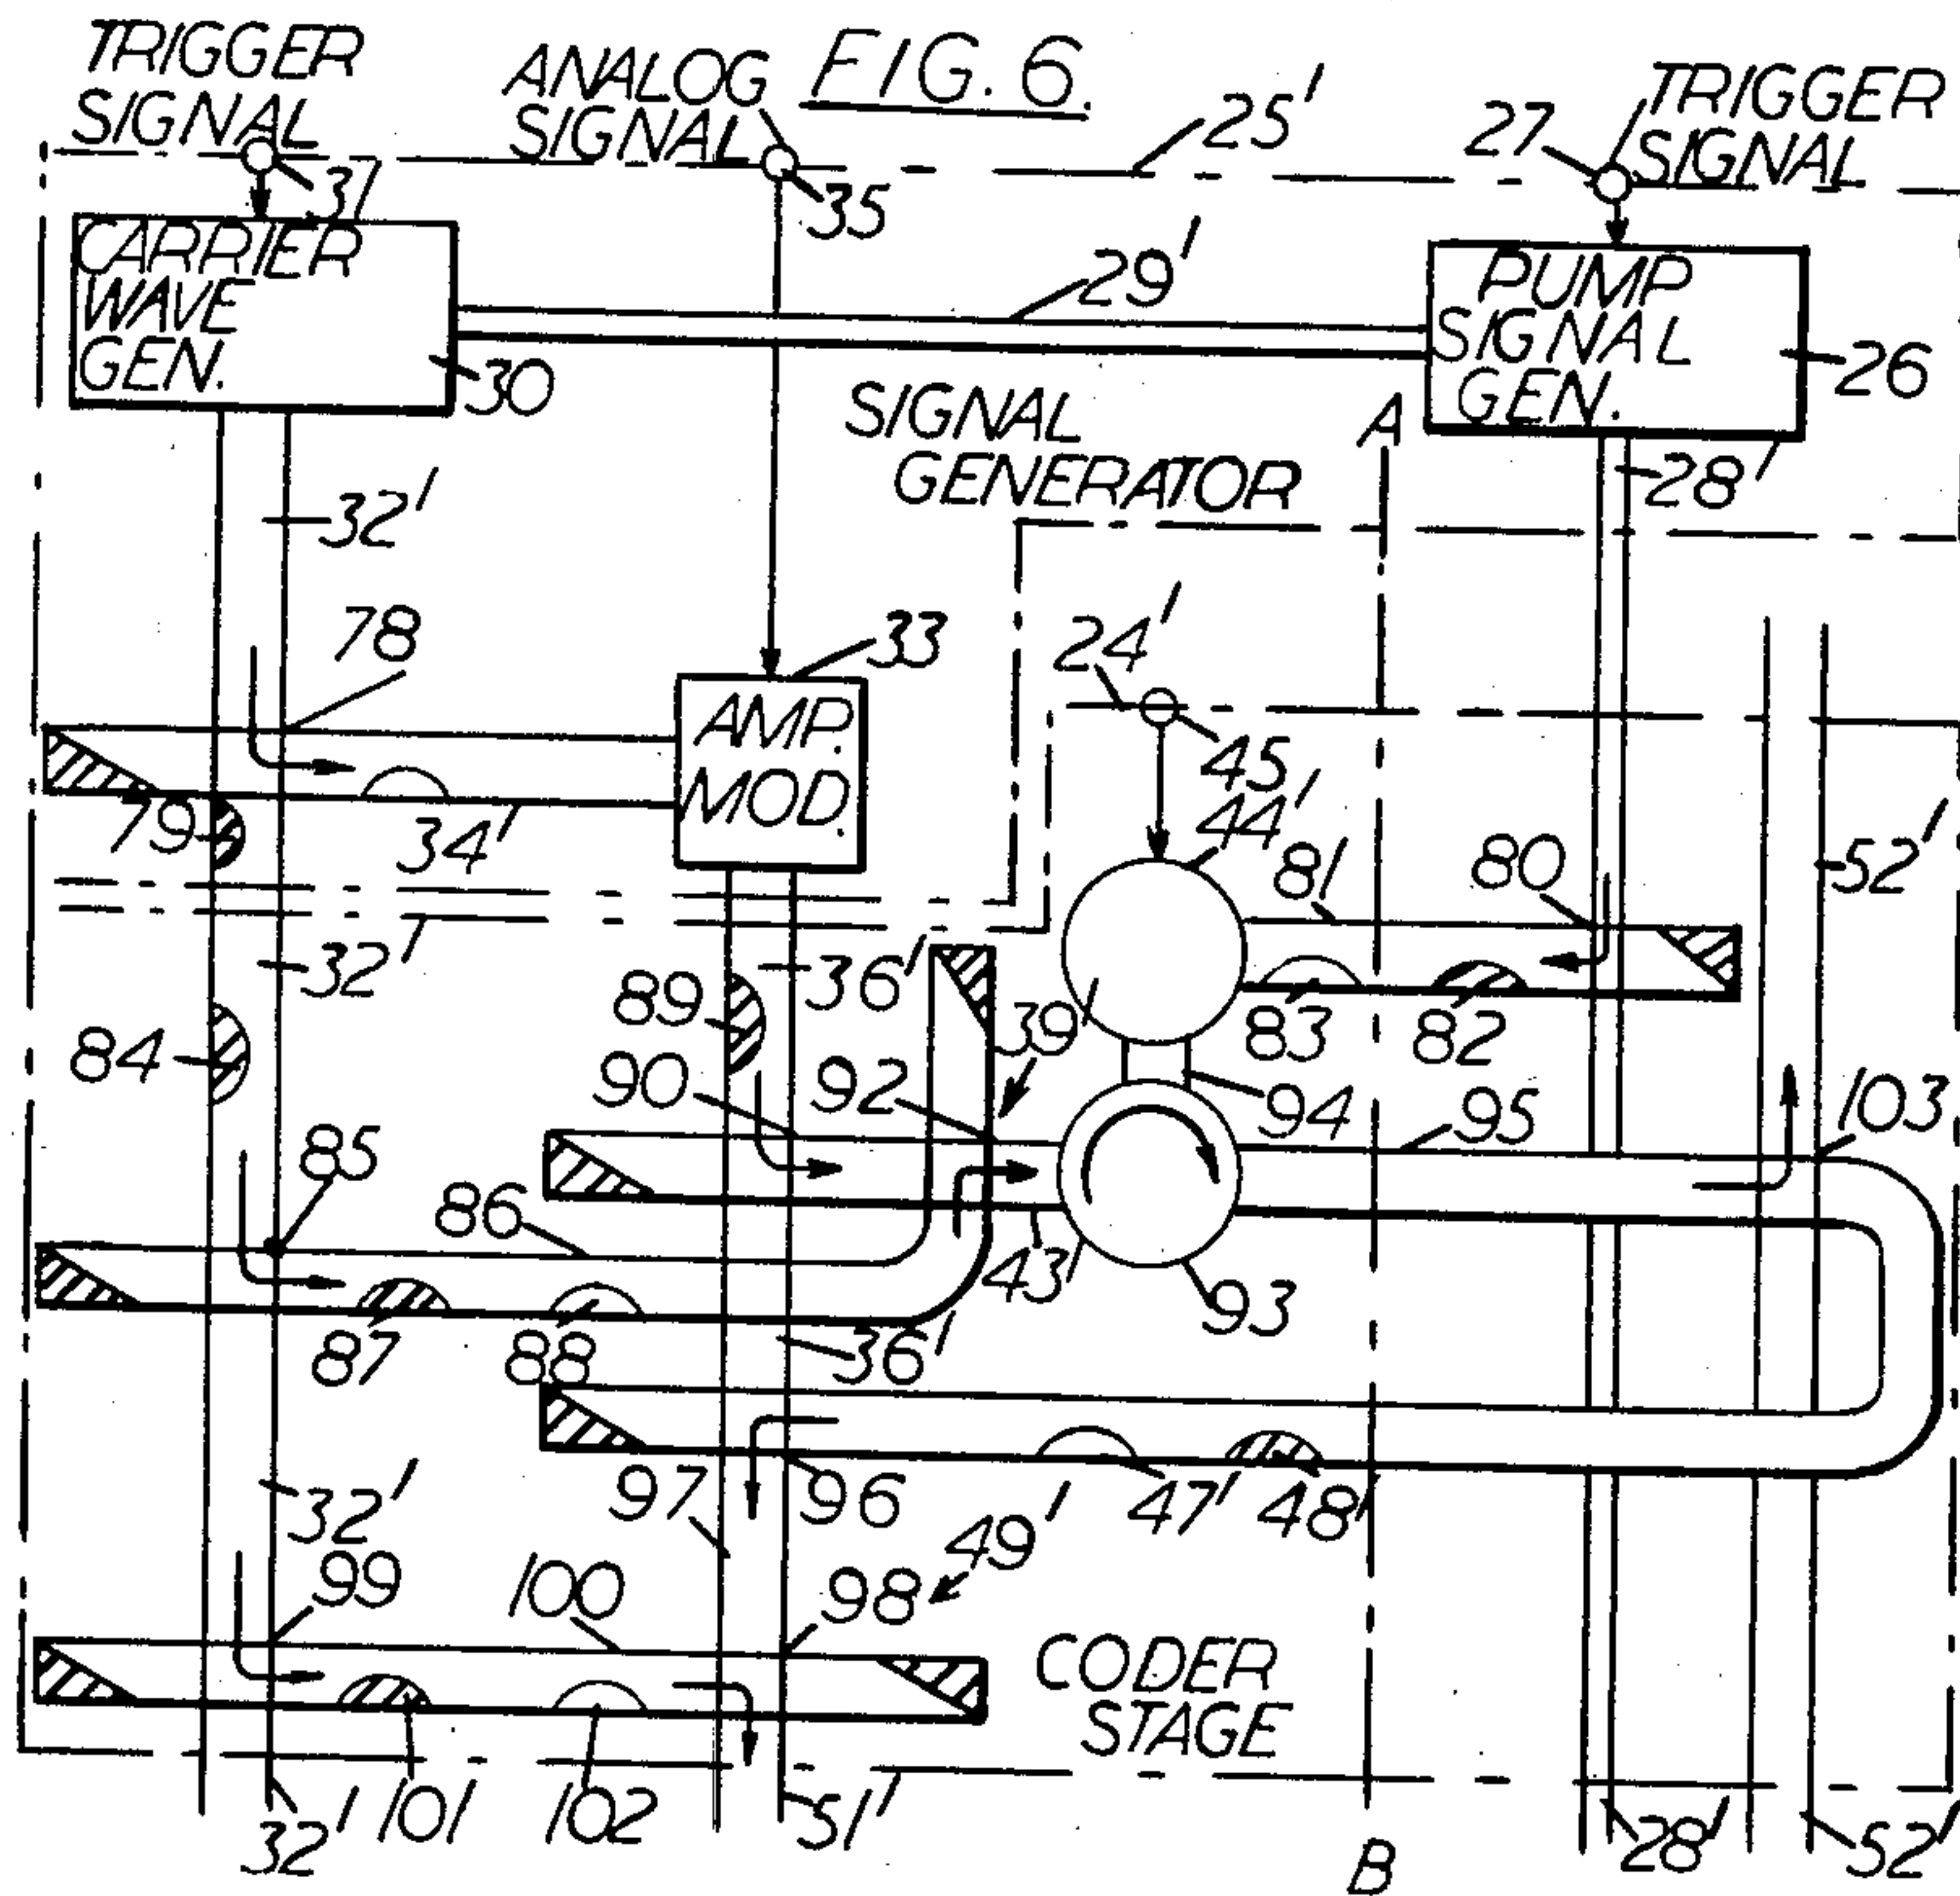 FIG. 6.
TRIGGER
SIGNAL
ANALOG
SIGNAL
25'
27
TRIGGER
SIGNAL
37
35
CARRIER
WAVE
GEN.
30
29'
PUMP
SIGNAL
GEN.
26
SIGNAL
GENERATOR
A
28'
32'
78
33
24'
AMP.
MOD.
45'
44'
79
34'
81
80
52'
32'
36'
89
39'
83
82
84
90
92
94
95
103
85
86
43'
93
87
88
36'
97
96
47'
48'
32'
49'
99
100
98
CODER
STAGE
32'
101
102
51'
28'
52'
B